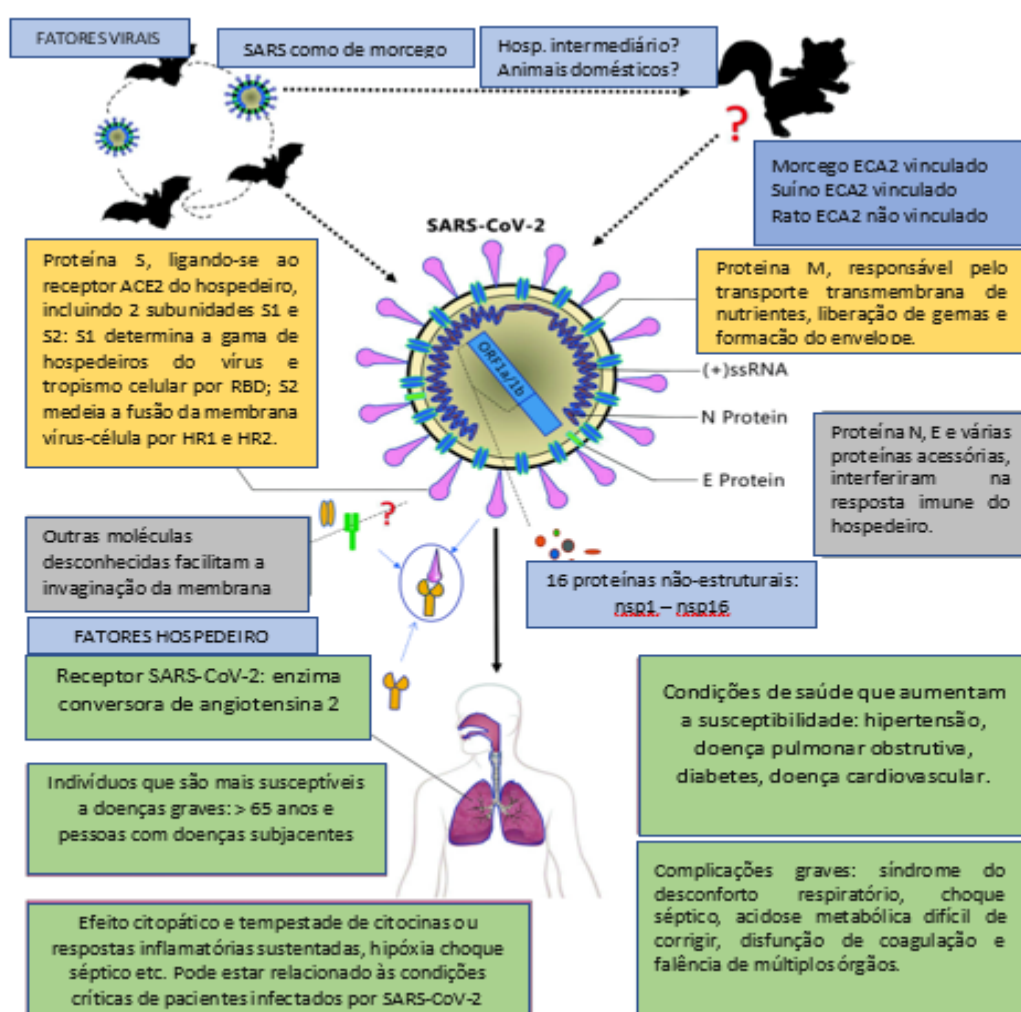 FATORES VIRAIS
SARS como de morcego
Hosp. intermediário?
Animais domésticos?
?
Morcego ECA2 vinculado
Suíno ECA2 vinculado
Rato ECA2 não vinculado
SARS-CoV-2
Proteína S, ligando-se ao
receptor ACE2 do hospedeiro,
incluindo 2 subunidades S1 e
S2: S1 determina a gama de
hospedeiros do vírus e
tropismo celular por RBD; S2
medeia a fusão da membrana
vírus-célula por HR1 e HR2.
Proteina M, responsável pelo
transporte transmembrana de
nutrientes, liberação de gemas e
formação do envelope.
ORF1a/1b
(+)ssRNA
N Protein
E Protein
Proteína N, E e várias
proteínas acessórias,
interferiram na
resposta imune do
hospedeiro.
?
Outras moléculas
desconhecidas facilitam a
invaginação da membrana
16 proteínas não-estruturais:
nsp1 – nsp16
FATORES HOSPEDEIRO
Receptor SARS-CoV-2: enzima
conversora de angiotensina 2
Condições de saúde que aumentam
a susceptibilidade: hipertensão,
doença pulmonar obstrutiva,
diabetes, doença cardiovascular.
Indivíduos que são mais susceptíveis
a doenças graves: > 65 anos e
pessoas com doenças subjacentes
Complicações graves: síndrome do
desconforto respiratório, choque
séptico, acidose metabólica difícil de
corrigir, disfunção de coagulação e
falência de múltiplos órgãos.
Efeito citopático e tempestade de citocinas ou
respostas inflamatórias sustentadas, hipóxia choque
séptico etc. Pode estar relacionado às condições
críticas de pacientes infectados por SARS-CoV-2